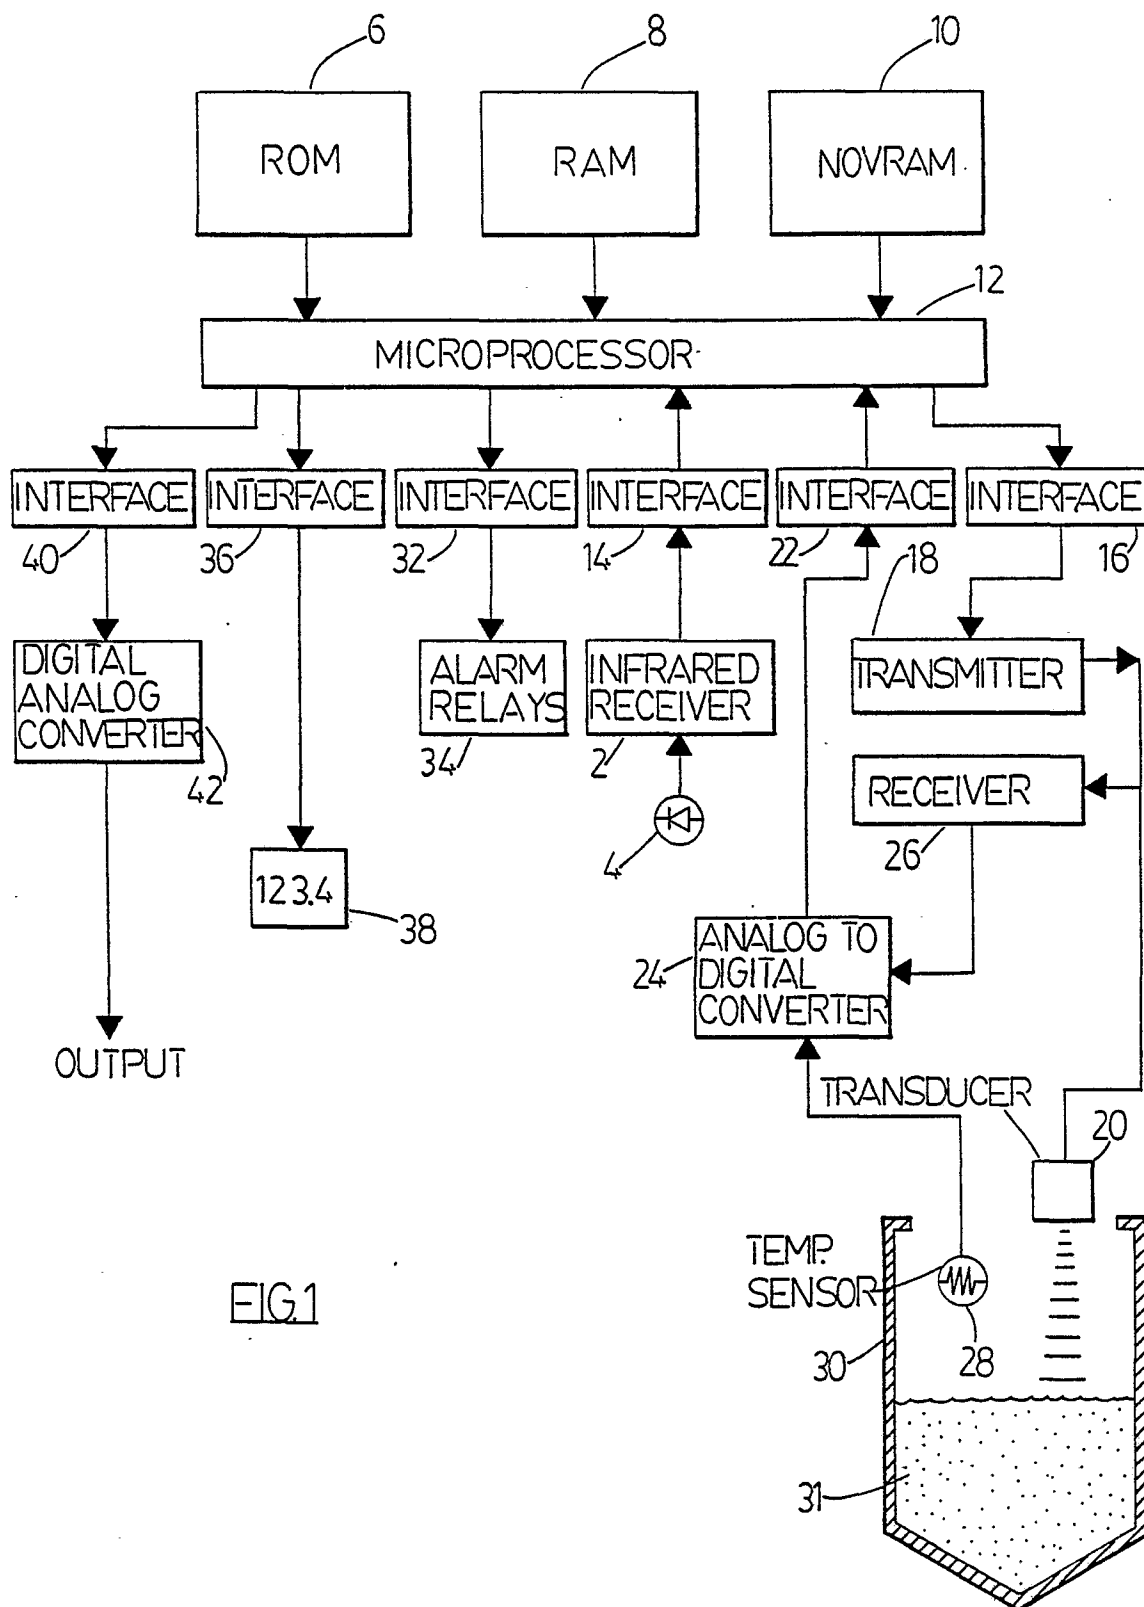 6
8
10
ROM
RAM
NOVRAM
12
MICROPROCESSOR
INTERFACE
INTERFACE
INTERFACE
INTERFACE
INTERFACE
INTERFACE
40
36
32
14
22
18
16
DIGITAL
ANALOG
CONVERTER
42
ALARM
RELAYS
34
INFRARED
RECEIVER
2
TRANSMITTER
RECEIVER
26
4
123.4
38
24
ANALOG TO
DIGITAL
CONVERTER
OUTPUT
TRANSDUCER
20
TEMP.
SENSOR
28
30
FIG.1
31